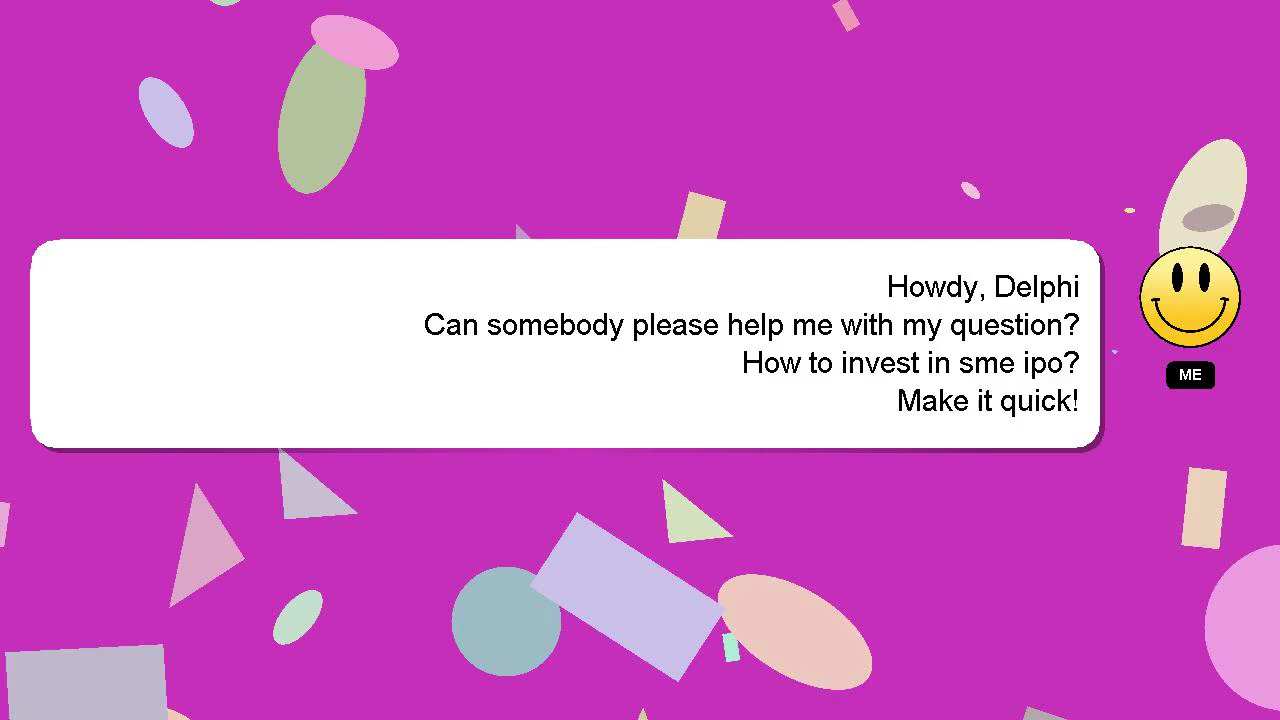 Howdy, Delphi
Can somebody please help me with my question?
How to invest in sme ipo?
Make it quick!
ME